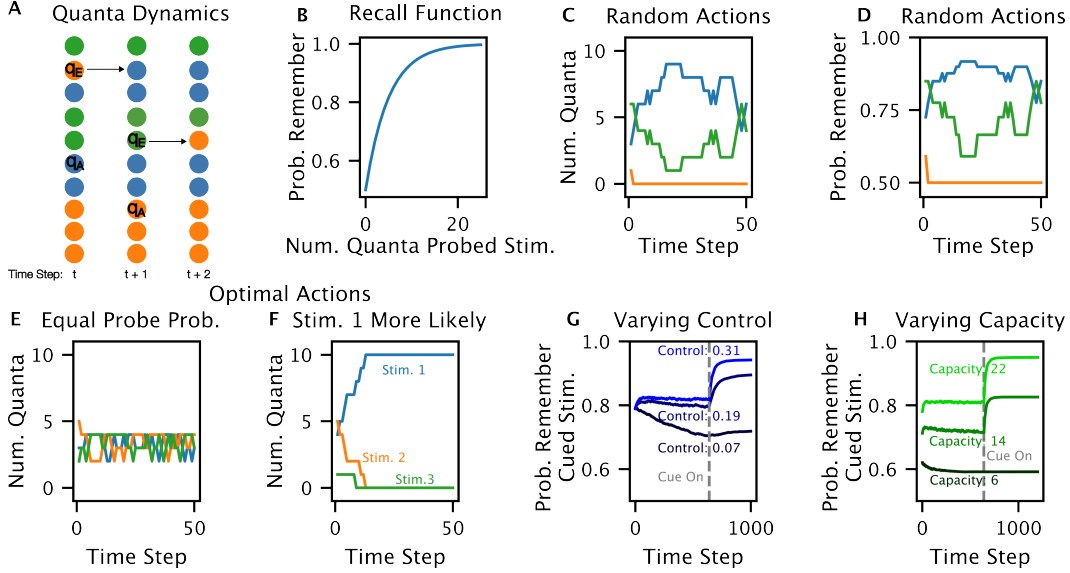 A
Quanta Dynamics
qE
qE
qA
qA
Time Step: t t + 1 t + 2
B
Recall Function
Prob. Remember
1.0
0.8
0.6
0 20
Num. Quanta Probed Stim.
C
Random Actions
Num. Quanta
10
5
0
0 50
Time Step
D
Random Actions
Prob. Remember
1.00
0.75
0.50
0 50
Time Step
Optimal Actions
E
Equal Probe Prob.
Num. Quanta
10
5
0
0 50
Time Step
F
Stim. 1 More Likely
Num. Quanta
10
5
0
Stim. 1
Stim. 2
Stim.3
0 50
Time Step
G
Varying Control
Prob. Remember
Cued Stim.
1.0
0.8
0.6
Control: 0.31
Control: 0.19
Control: 0.07
Cue On
0 1000
Time Step
H
Varying Capacity
Prob. Remember
Cued Stim.
1.0
0.8
0.6
Capacity: 22
Capacity: 14
Cue On
Capacity: 6
0 1000
Time Step